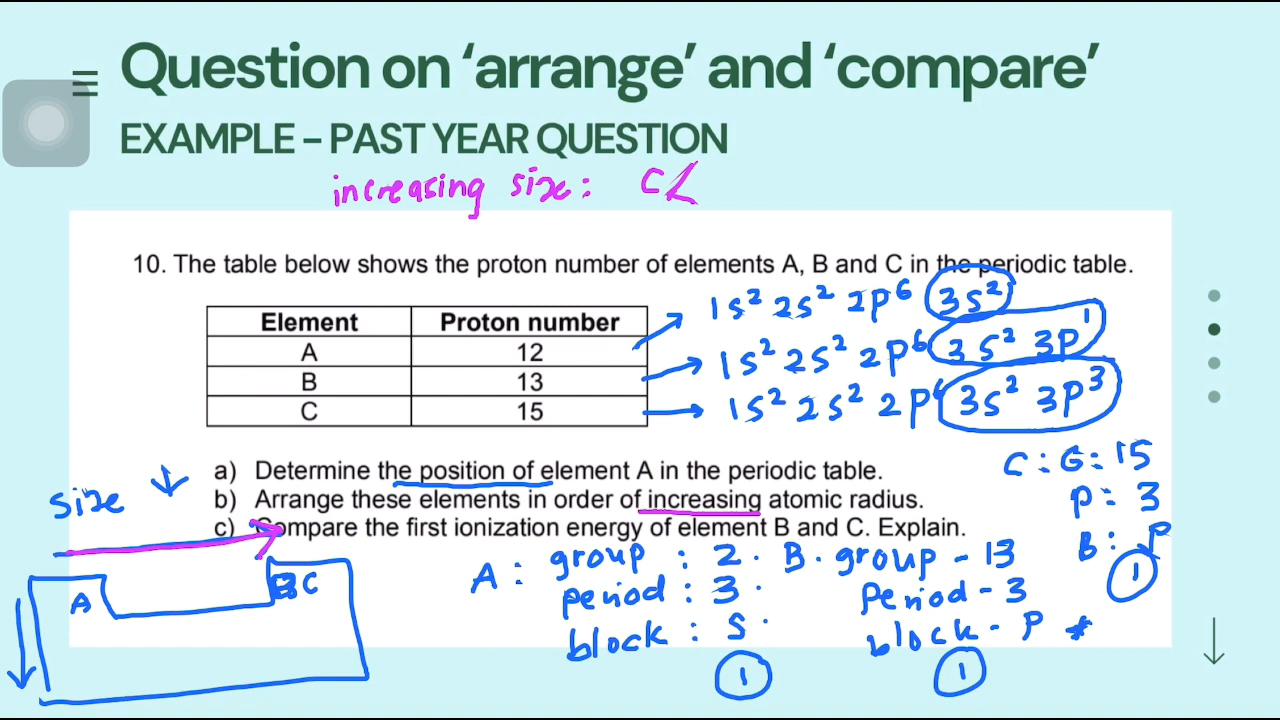 Question on ‘arrange’ and ‘compare’
EXAMPLE – PAST YEAR QUESTION
increasing size: C<
10. The table below shows the proton number of elements A, B and C in the periodic table.
Element Proton number
A 12 → 1s² 2s² 2p⁶ 3s²
B 13 → 1s² 2s² 2p⁶ 3s² 3p¹
C 15 → 1s² 2s² 2p⁶ 3s² 3p³
a) Determine the position of element A in the periodic table.
b) Arrange these elements in order of increasing atomic radius.
c) Compare the first ionization energy of element B and C. Explain.
size ↓
C : G : 15
P : 3
B : P
1
A : group : 2 .
period : 3 .
block : s .
1
B . group - 13
Period - 3
block - P *
1
A B C